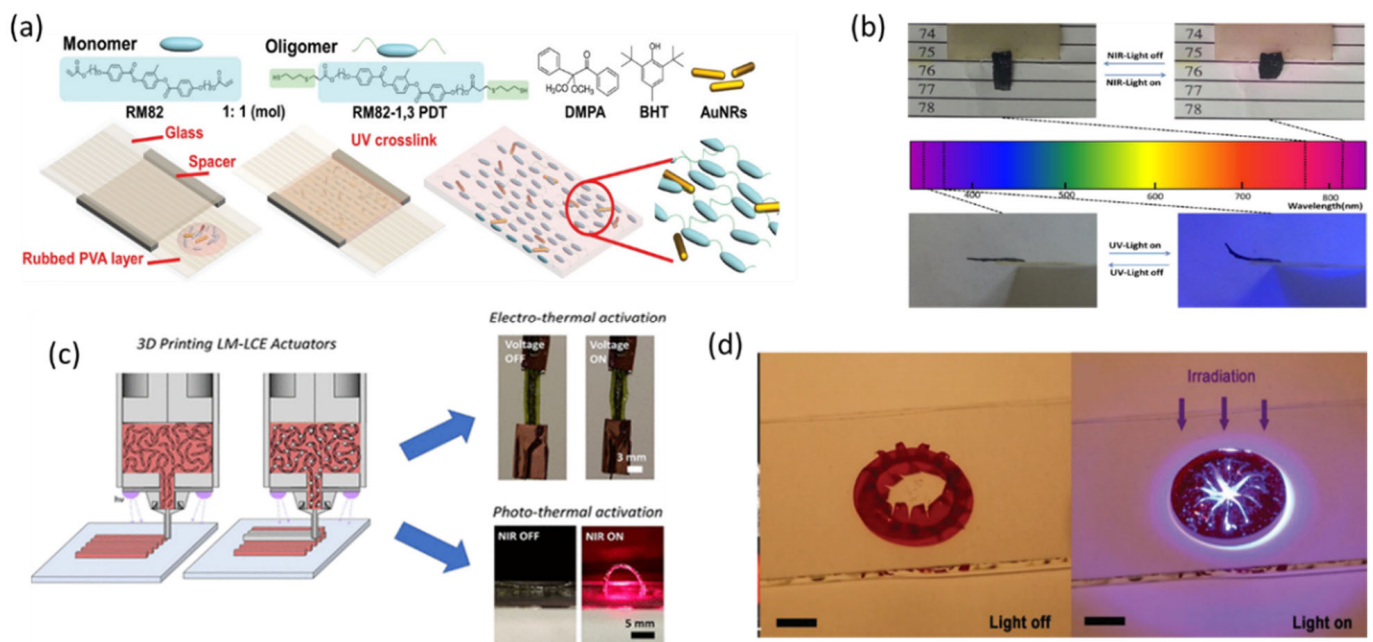 (a)
Monomer
Oligomer
RM82
1: 1 (mol)
RM82-1,3 PDT
DMPA
BHT
AuNRs
Glass
Spacer
Rubbed PVA layer
UV crosslink
(b)
74
75
76
77
78
NIR-Light off
NIR-Light on
74
75
76
77
78
400
500
600
700
800
Wavelength(nm)
UV-Light on
UV-Light off
(c)
3D Printing LM-LCE Actuators
hν
Electro-thermal activation
Voltage
OFF
Voltage
ON
3 mm
Photo-thermal activation
NIR OFF
NIR ON
5 mm
(d)
Irradiation
Light off
Light on